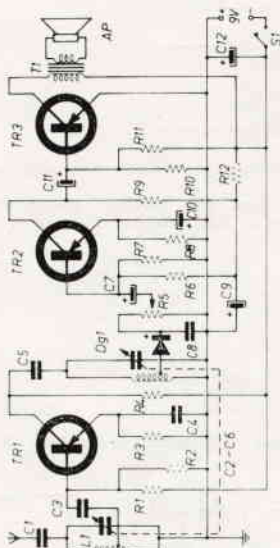 AP
T1
TR3
TR2
TR1
C11
R11
R10
R9
C10
R8
R7
C7
R6
R5
C9
R12
C12
+
9V
-
S1
Dg1
C8
C5
R4
R3
C4
R2
R1
C3
C1
L1
C2-C6
+
+
+
+
+